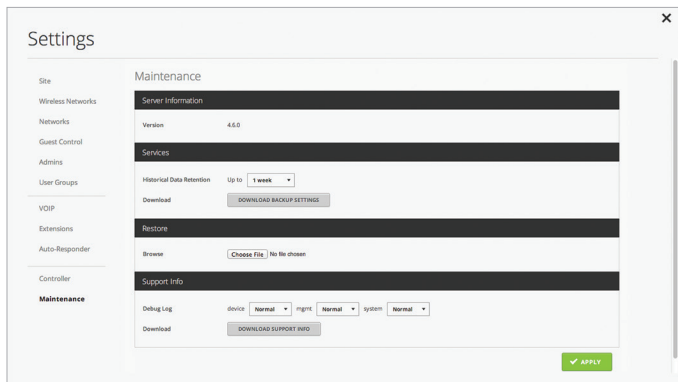 Settings
Site
Wireless Networks
Networks
Guest Control
Admins
User Groups
VOIP
Extensions
Auto-Responder
Controller
Maintenance
Maintenance
Server Information
Version 4.6.0
Services
Historical Data Retention Up to 1 week
Download DOWNLOAD BACKUP SETTINGS
Restore
Browse Choose File No file chosen
Support Info
Debug Log device Normal mgmt Normal system Normal
Download DOWNLOAD SUPPORT INFO
APPLY